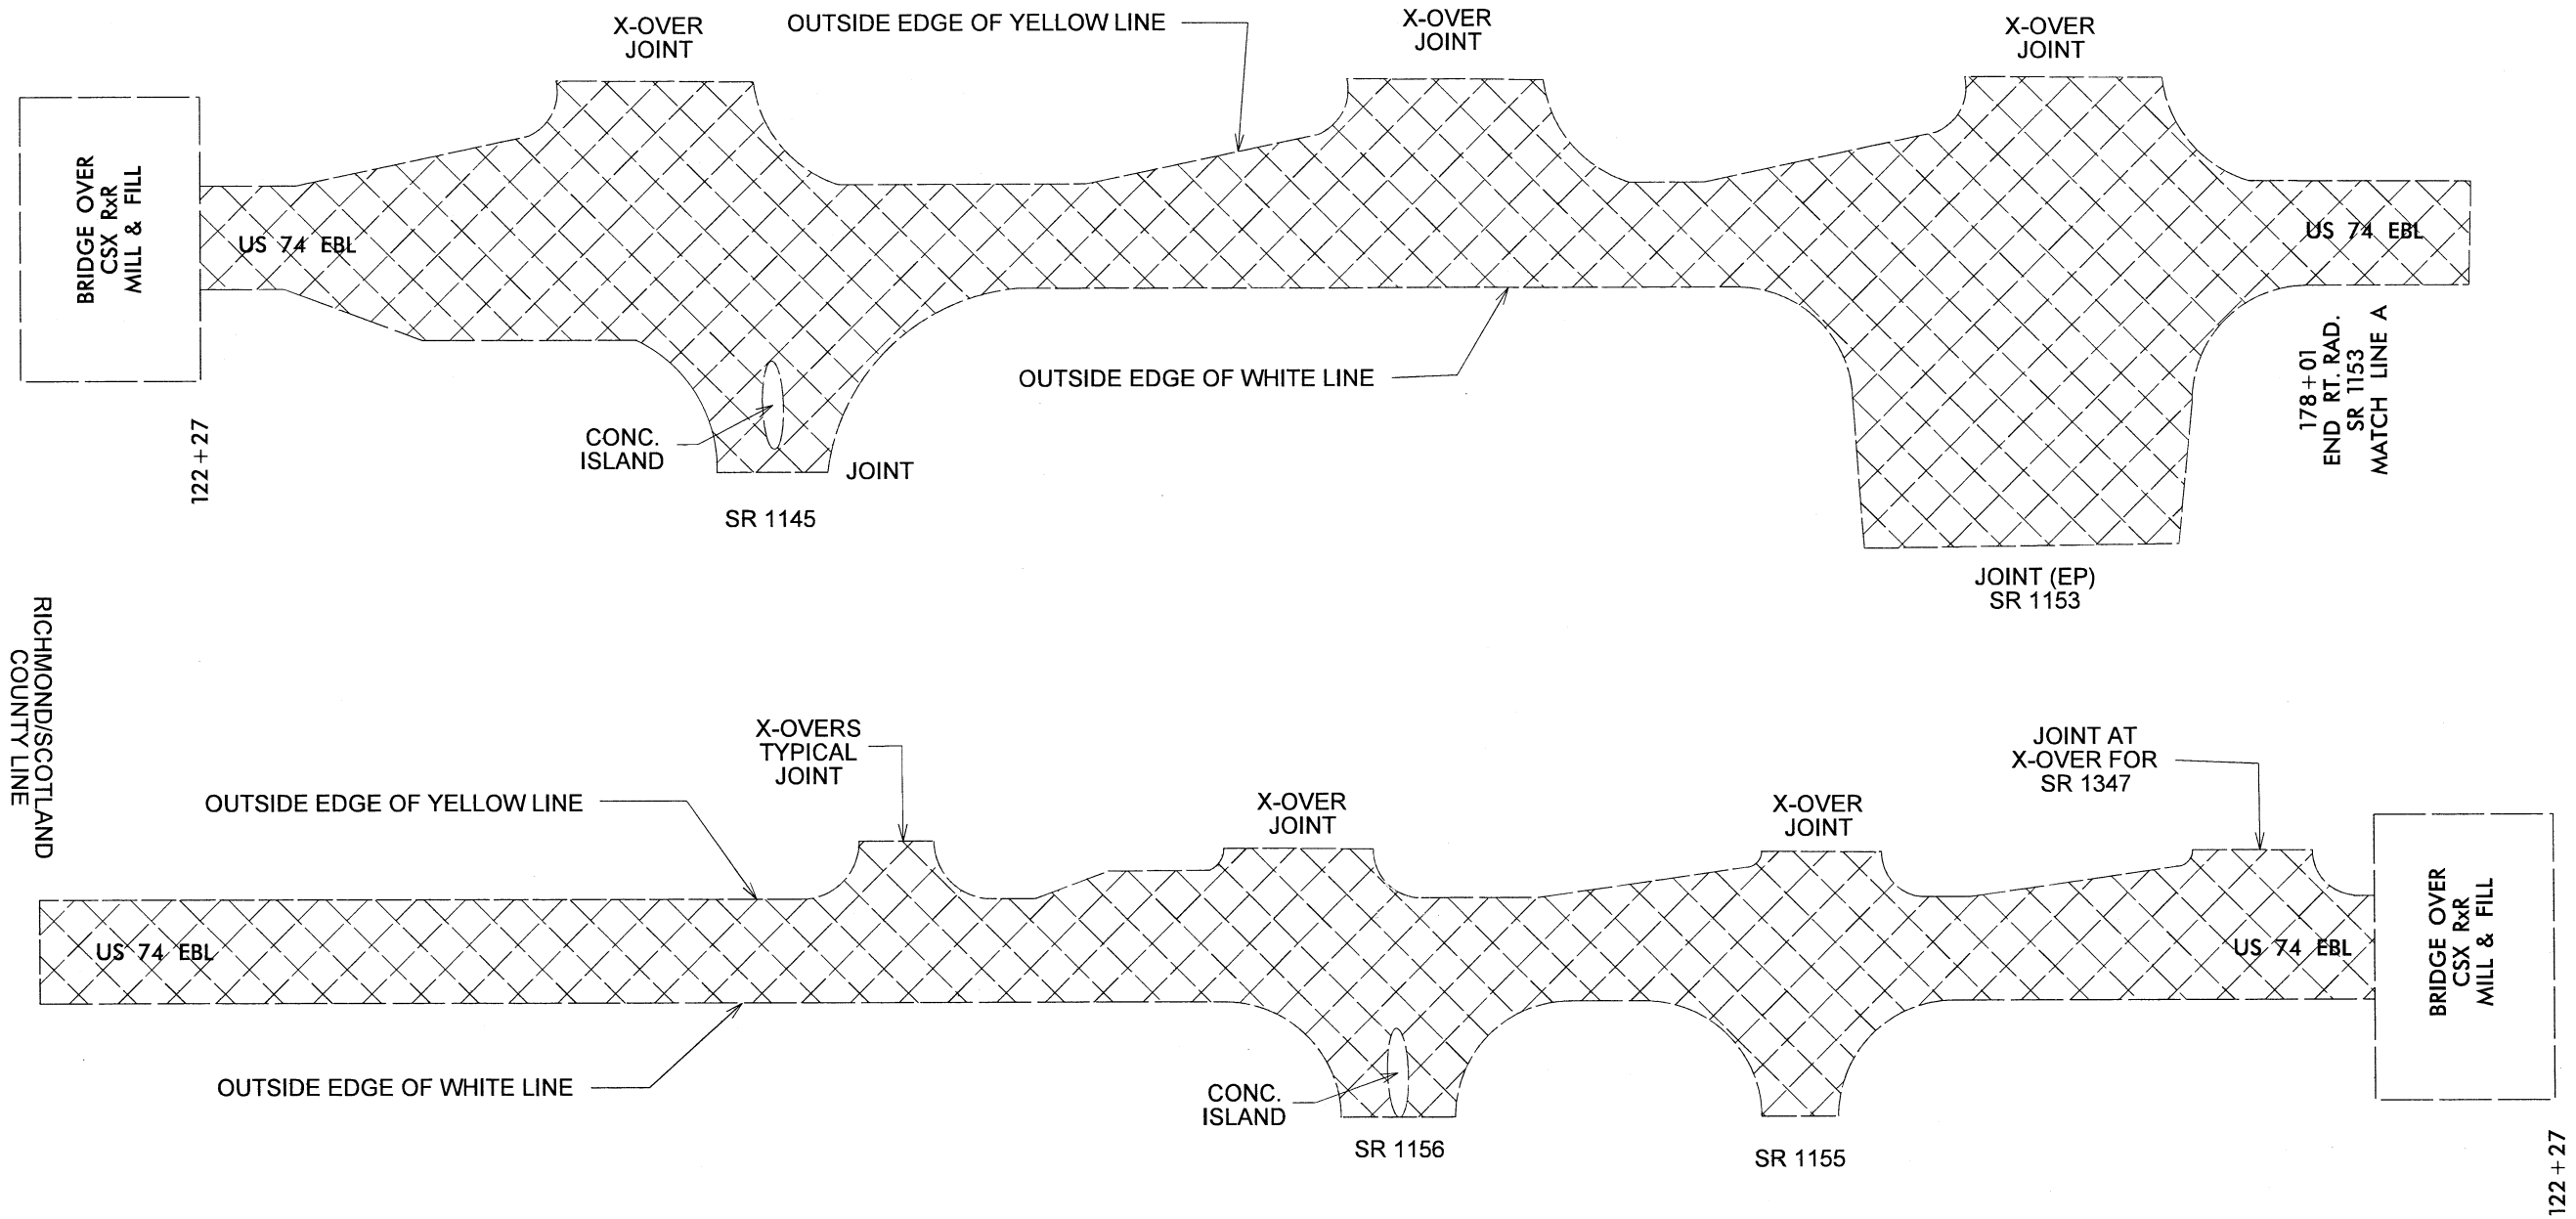 X-OVER
JOINT
OUTSIDE EDGE OF YELLOW LINE
X-OVER
JOINT
X-OVER
JOINT
BRIDGE OVER
CSX RxR
MILL & FILL
US 74 EBL
US 74 EBL
122+27
CONC.
ISLAND
JOINT
SR 1145
OUTSIDE EDGE OF WHITE LINE
178+01
END RT. RAD.
SR 1153
MATCH LINE A
JOINT (EP)
SR 1153
RICHMOND/SCOTLAND
COUNTY LINE
X-OVERS
TYPICAL
JOINT
OUTSIDE EDGE OF YELLOW LINE
X-OVER
JOINT
X-OVER
JOINT
JOINT AT
X-OVER FOR
SR 1347
US 74 EBL
US 74 EBL
BRIDGE OVER
CSX RxR
MILL & FILL
OUTSIDE EDGE OF WHITE LINE
CONC.
ISLAND
SR 1156
SR 1155
122+27